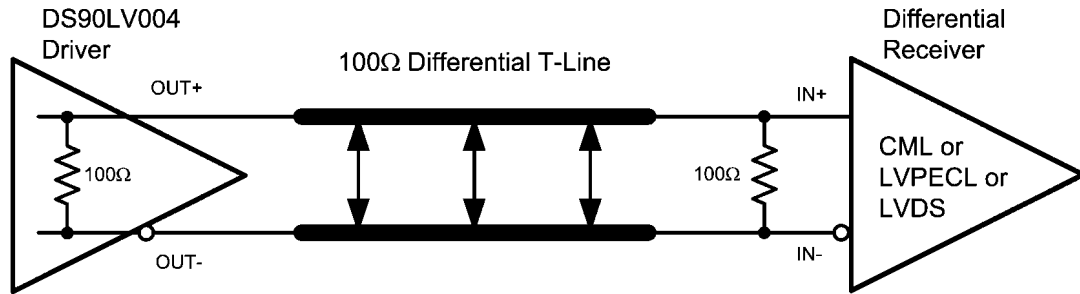 DS90LV004
Driver
Differential
Receiver
100Ω Differential T-Line
OUT+
IN+
100Ω
100Ω
CML or
LVPECL or
LVDS
OUT-
IN-